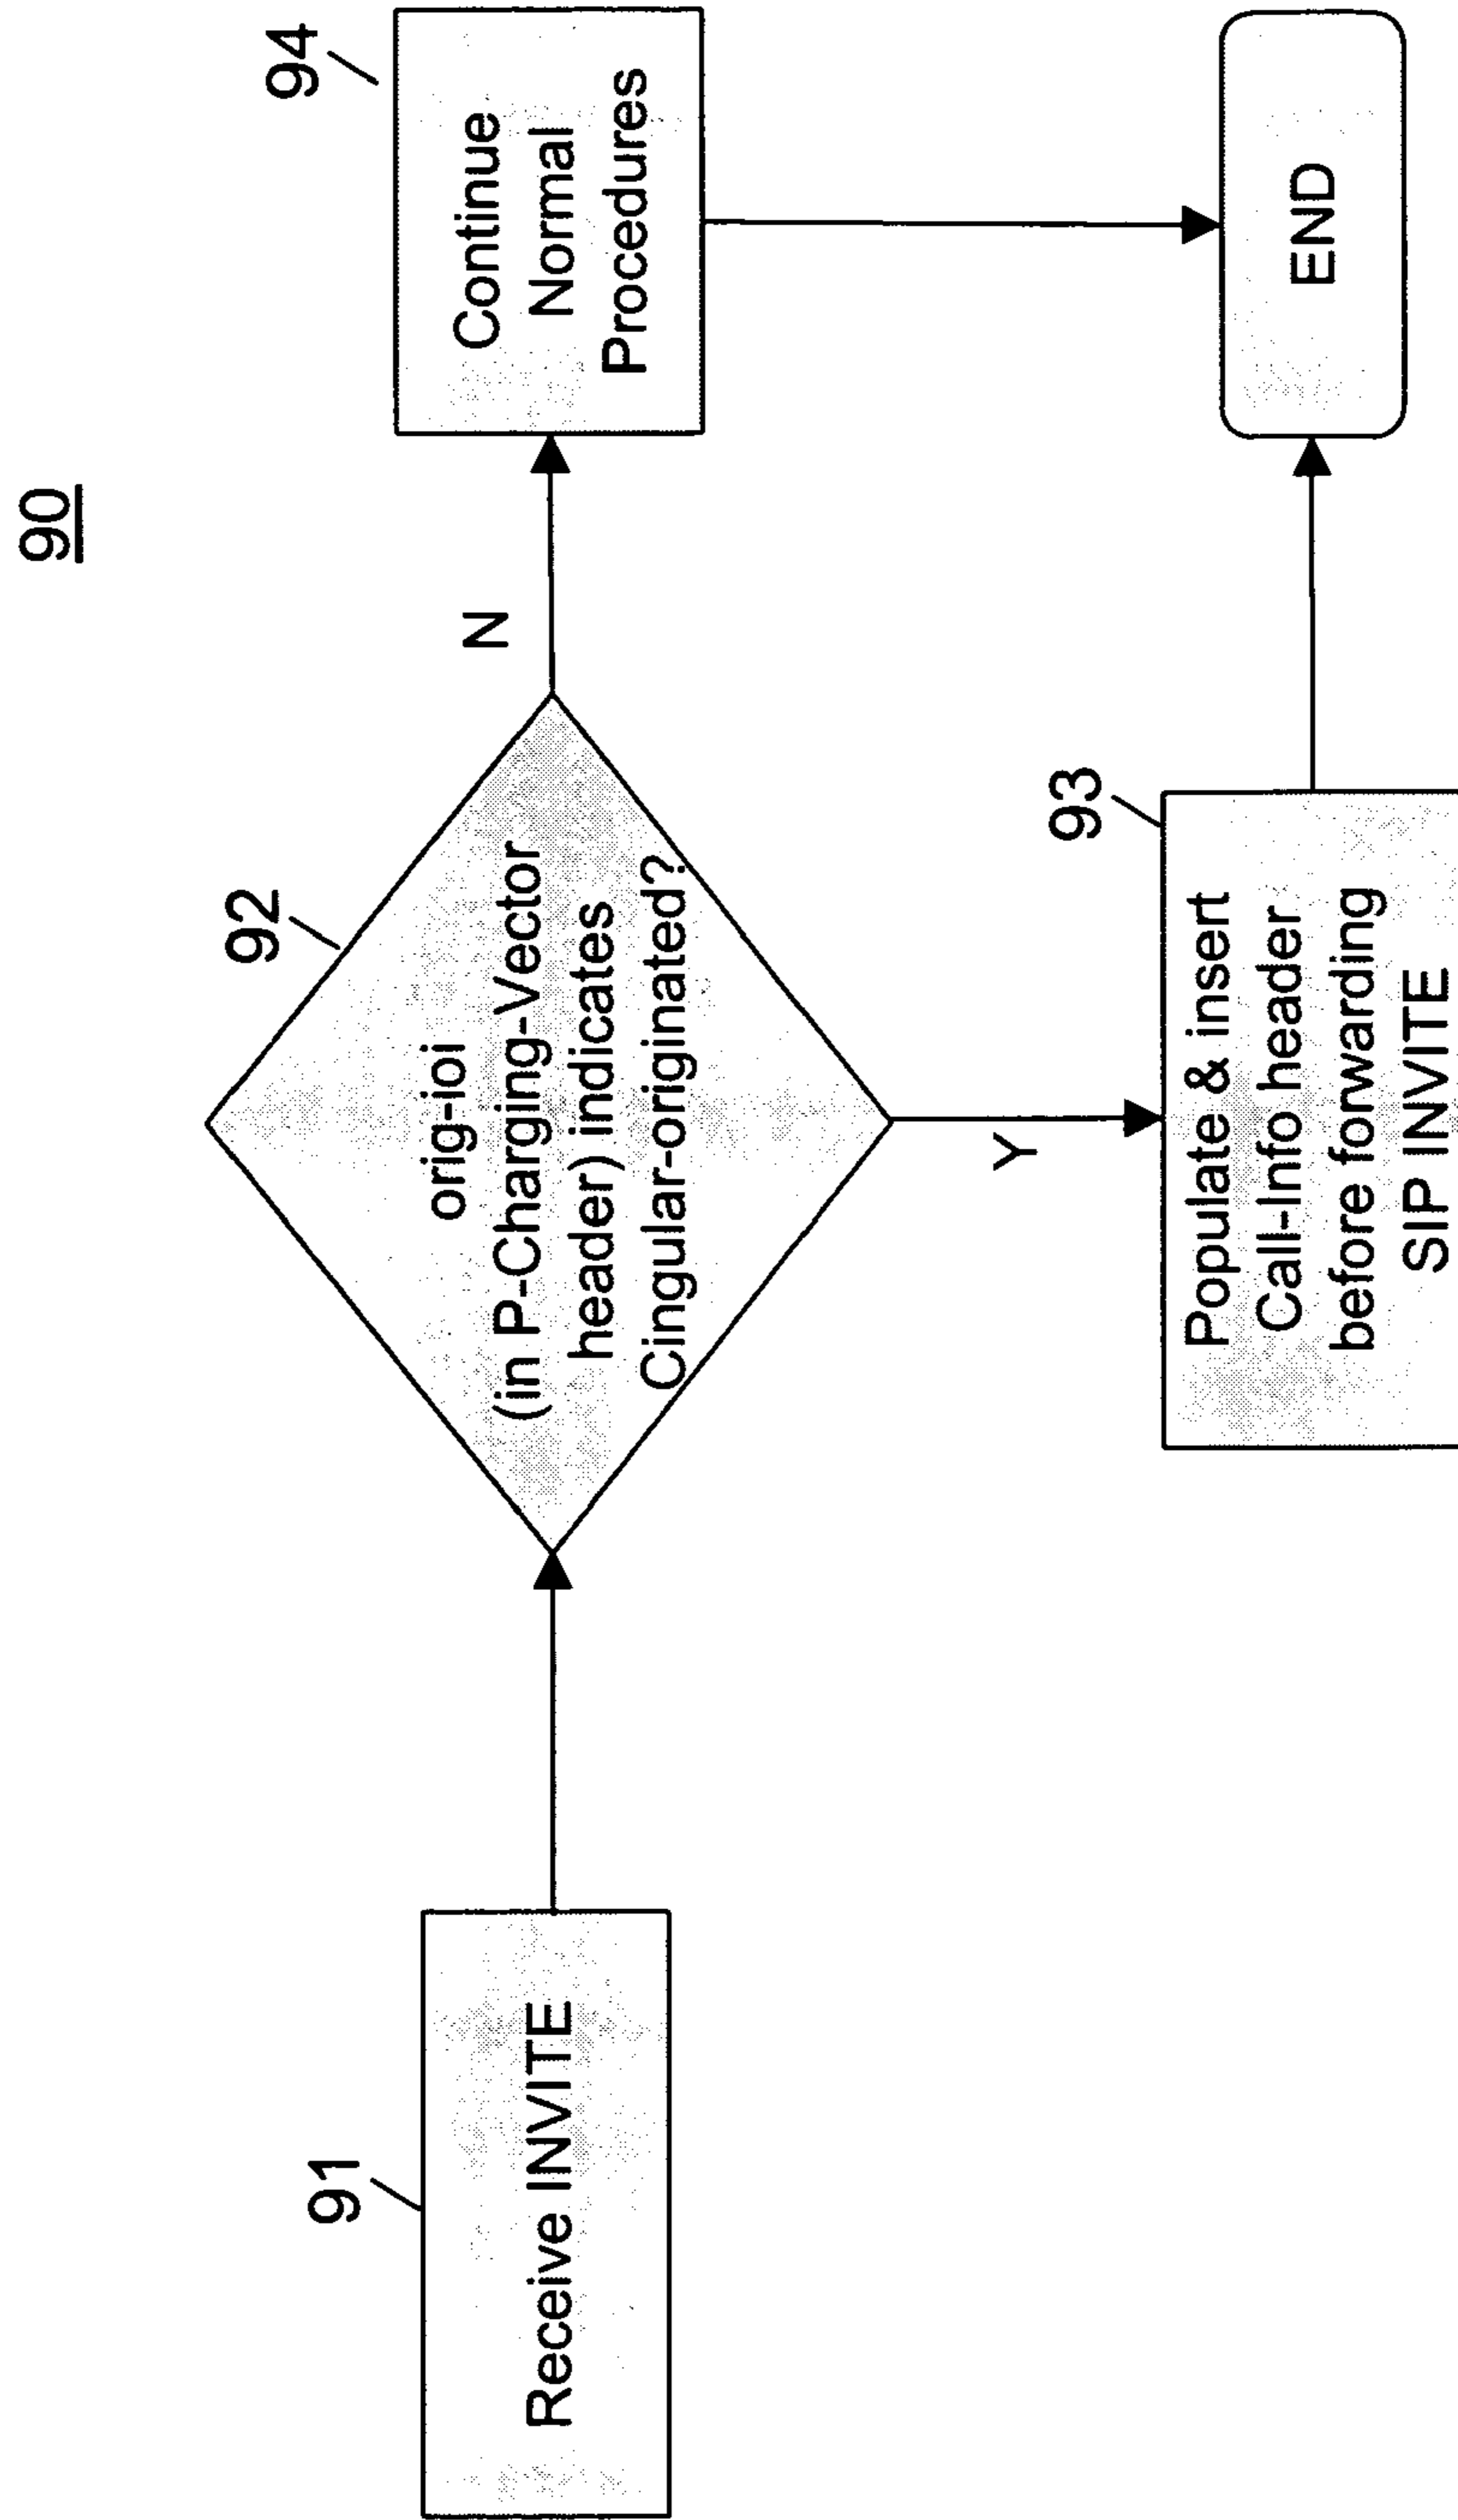 90
91
Receive INVITE
92
orig-ioi
(in P-Charging-Vector
header) indicates
Cingular-originated?
N
94
Continue
Normal
Procedures
Y
93
Populate & insert
Call-Info header
before forwarding
SIP INVITE
END